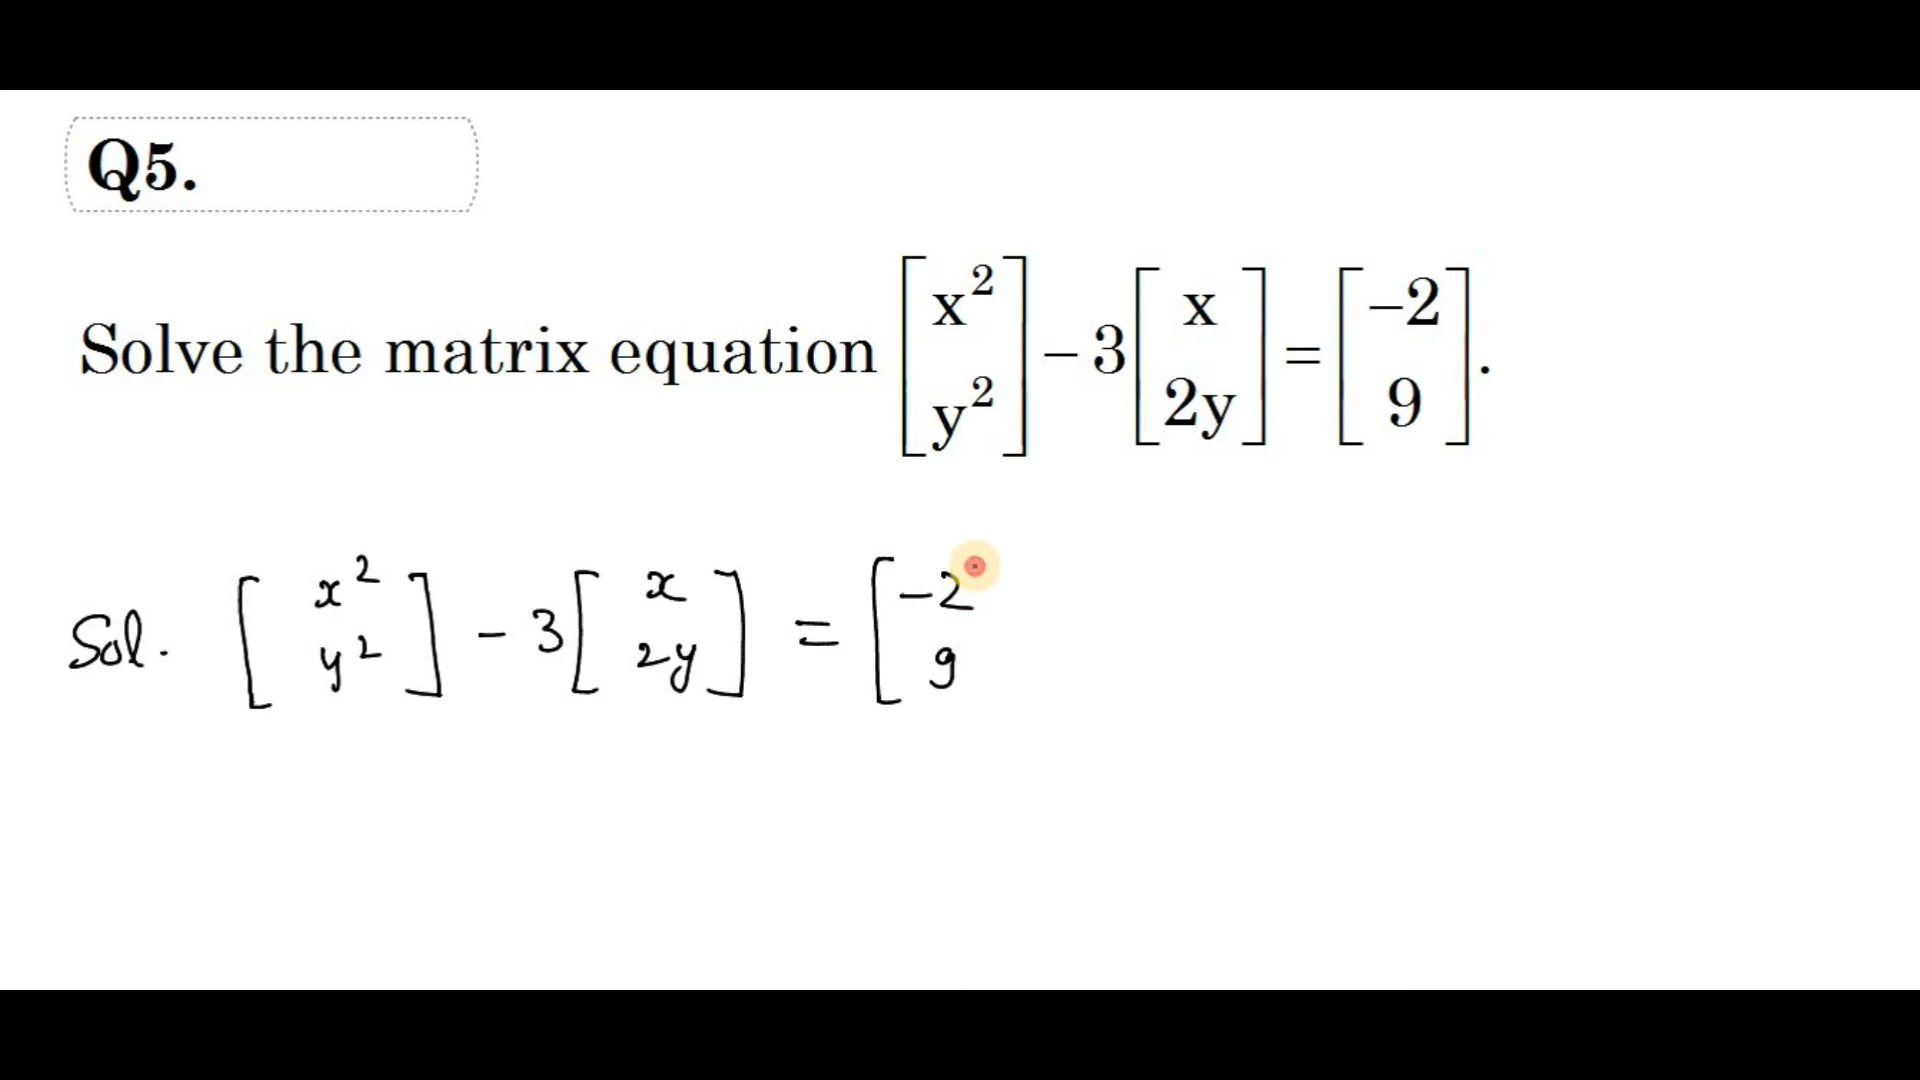 Q5.
Solve the matrix equation [x² y²] – 3[x 2y] = [–2 9].
Sol. [x² y²] – 3[x 2y] = [–2 9